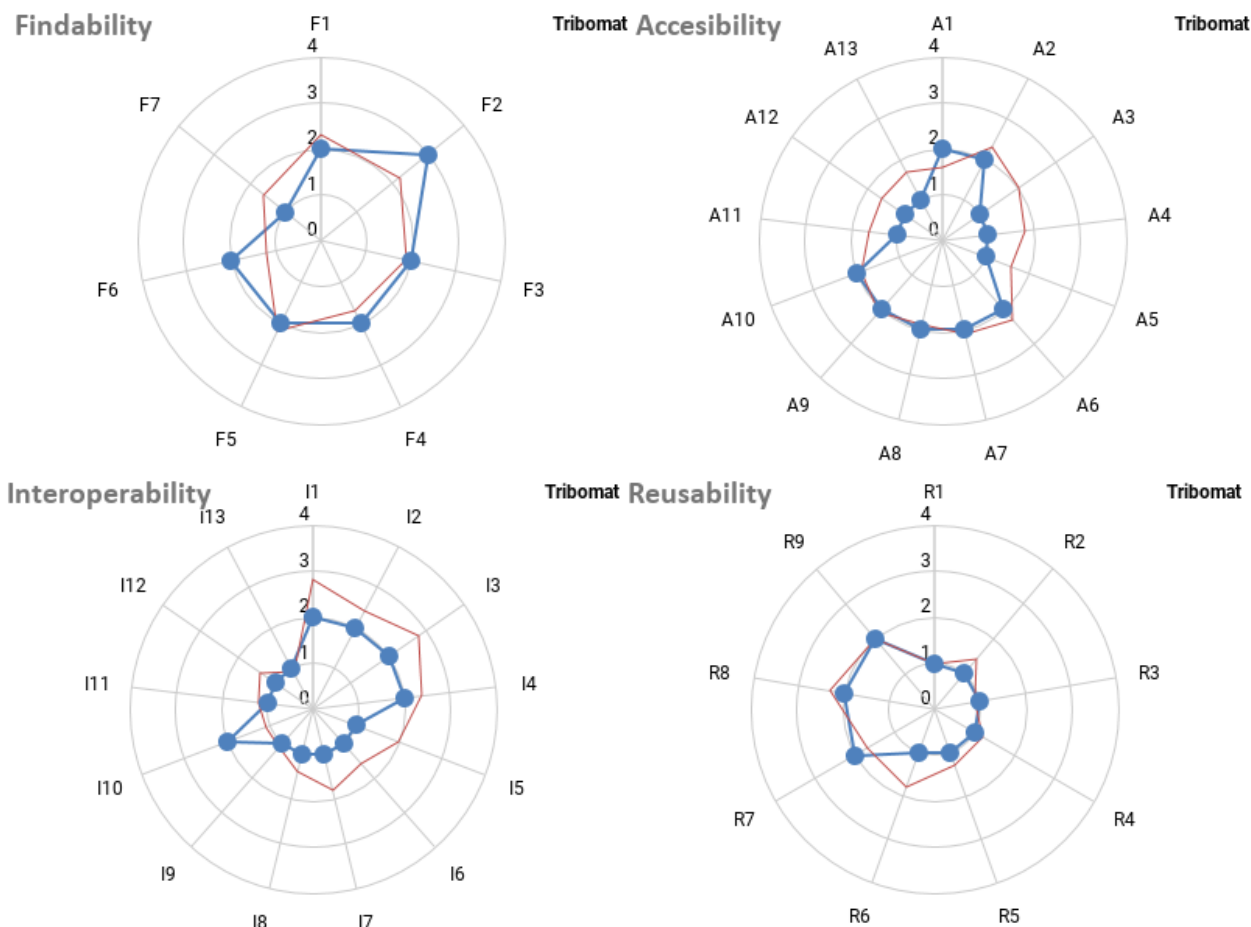 Findability
Tribomat
F1
4
3
2
1
0
F2
F3
F4
F5
F6
F7
Accesibility
Tribomat
A1
4
3
2
1
0
A2
A3
A4
A5
A6
A7
A8
A9
A10
A11
A12
A13
Interoperability
Tribomat
I1
4
3
2
1
0
I2
I3
I4
I5
I6
I7
I8
I9
I10
I11
I12
I13
Reusability
Tribomat
R1
4
3
2
1
0
R2
R3
R4
R5
R6
R7
R8
R9